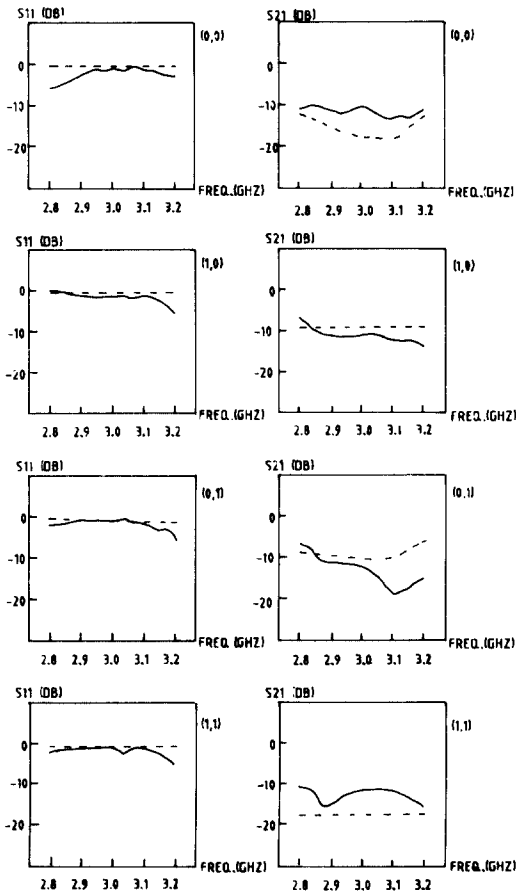 S11 (DB)
(0,0)
0
-10
-20
FREQ.(GHZ)
2.8 2.9 3.0 3.1 3.2
S21 (DB)
(0,0)
0
-10
-20
FREQ.(GHZ)
2.8 2.9 3.0 3.1 3.2
S11 (DB)
(1,0)
0
-10
-20
FREQ.(GHZ)
2.8 2.9 3.0 3.1 3.2
S21 (DB)
(1,0)
0
-10
-20
FREQ.(GHZ)
2.8 2.9 3.0 3.1 3.2
S11 (DB)
(0,1)
0
-10
-20
FREQ.(GHZ)
2.8 2.9 3.0 3.1 3.2
S21 (DB)
(0,1)
0
-10
-20
FREQ.(GHZ)
2.8 2.9 3.0 3.1 3.2
S11 (DB)
(1,1)
0
-10
-20
FREQ.(GHZ)
2.8 2.9 3.0 3.1 3.2
S21 (DB)
(1,1)
0
-10
-20
FREQ.(GHZ)
2.8 2.9 3.0 3.1 3.2